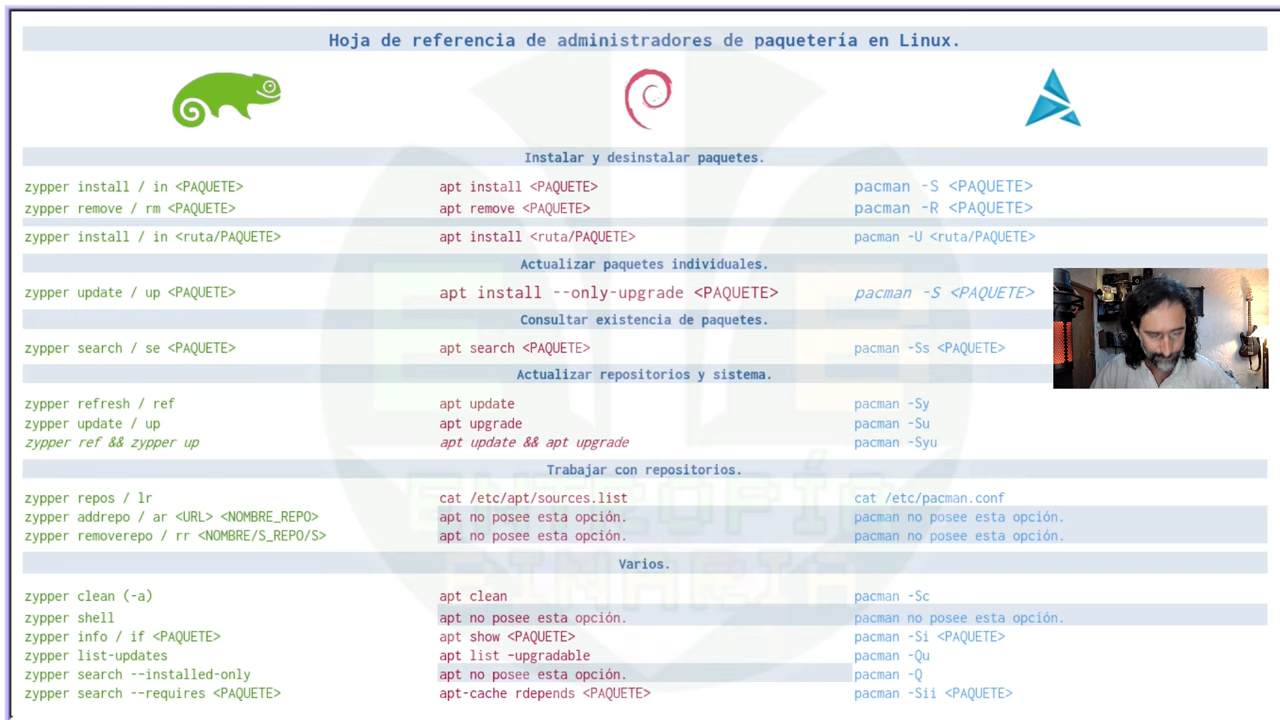 Hoja de referencia de administradores de paquetería en Linux.
Instalar y desinstalar paquetes.
zypper install / in <PAQUETE> apt install <PAQUETE> pacman -S <PAQUETE>
zypper remove / rm <PAQUETE> apt remove <PAQUETE> pacman -R <PAQUETE>
zypper install / in <ruta/PAQUETE> apt install <ruta/PAQUETE> pacman -U <ruta/PAQUETE>
Actualizar paquetes individuales.
zypper update / up <PAQUETE> apt install --only-upgrade <PAQUETE> pacman -S <PAQUETE>
Consultar existencia de paquetes.
zypper search / se <PAQUETE> apt search <PAQUETE> pacman -Ss <PAQUETE>
Actualizar repositorios y sistema.
zypper refresh / ref apt update pacman -Sy
zypper update / up apt upgrade pacman -Su
zypper ref && zypper up apt update && apt upgrade pacman -Syu
Trabajar con repositorios.
zypper repos / lr cat /etc/apt/sources.list cat /etc/pacman.conf
zypper addrepo / ar <URL> <NOMBRE_REPO> apt no posee esta opción. pacman no posee esta opción.
zypper removerepo / rr <NOMBRE/S_REPO/S> apt no posee esta opción. pacman no posee esta opción.
ENTROPÍA
BINARIA
Varios.
zypper clean (-a) apt clean pacman -Sc
zypper shell apt no posee esta opción. pacman no posee esta opción.
zypper info / if <PAQUETE> apt show <PAQUETE> pacman -Si <PAQUETE>
zypper list-updates apt list -upgradable pacman -Qu
zypper search --installed-only apt no posee esta opción. pacman -Q
zypper search --requires <PAQUETE> apt-cache rdepends <PAQUETE> pacman -Sii <PAQUETE>